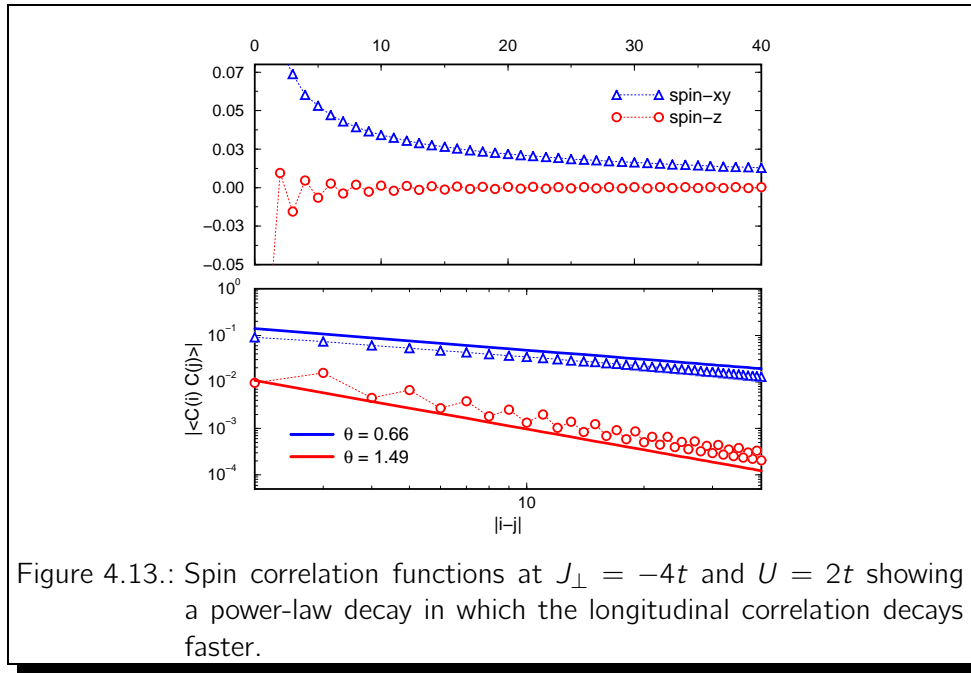 0 10 20 30 40
0.07
0.05
0.03
0.00
−0.03
−0.05
spin−xy
spin−z
10⁰
10⁻¹
10⁻²
10⁻³
10⁻⁴
|<C(i) C(j)>|
θ = 0.66
θ = 1.49
10
|i−j|
Figure 4.13.: Spin correlation functions at J⊥ = −4t and U = 2t showing
a power-law decay in which the longitudinal correlation decays
faster.